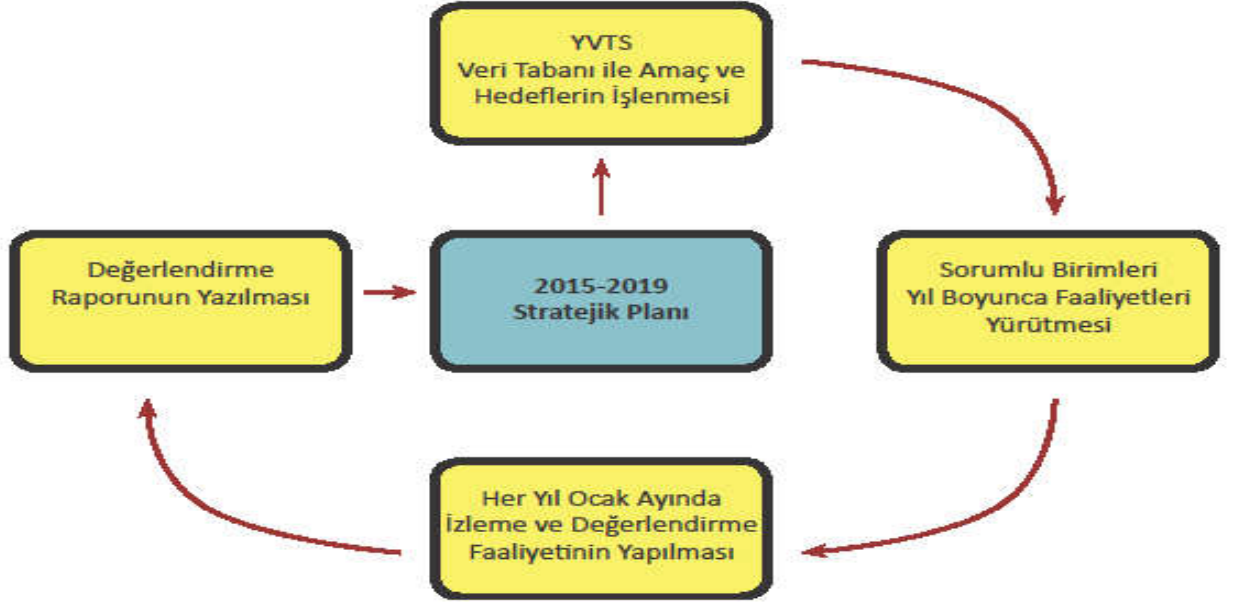 YVTS
Veri Tabanı ile Amaç ve
Hedeflerin İşlenmesi
Değerlendirme
Raporunun Yazılması
2015-2019
Stratejik Planı
Sorumlu Birimleri
Yıl Boyunca Faaliyetleri
Yürütmesi
Her Yıl Ocak Ayında
İzleme ve Değerlendirme
Faaliyetinin Yapılması